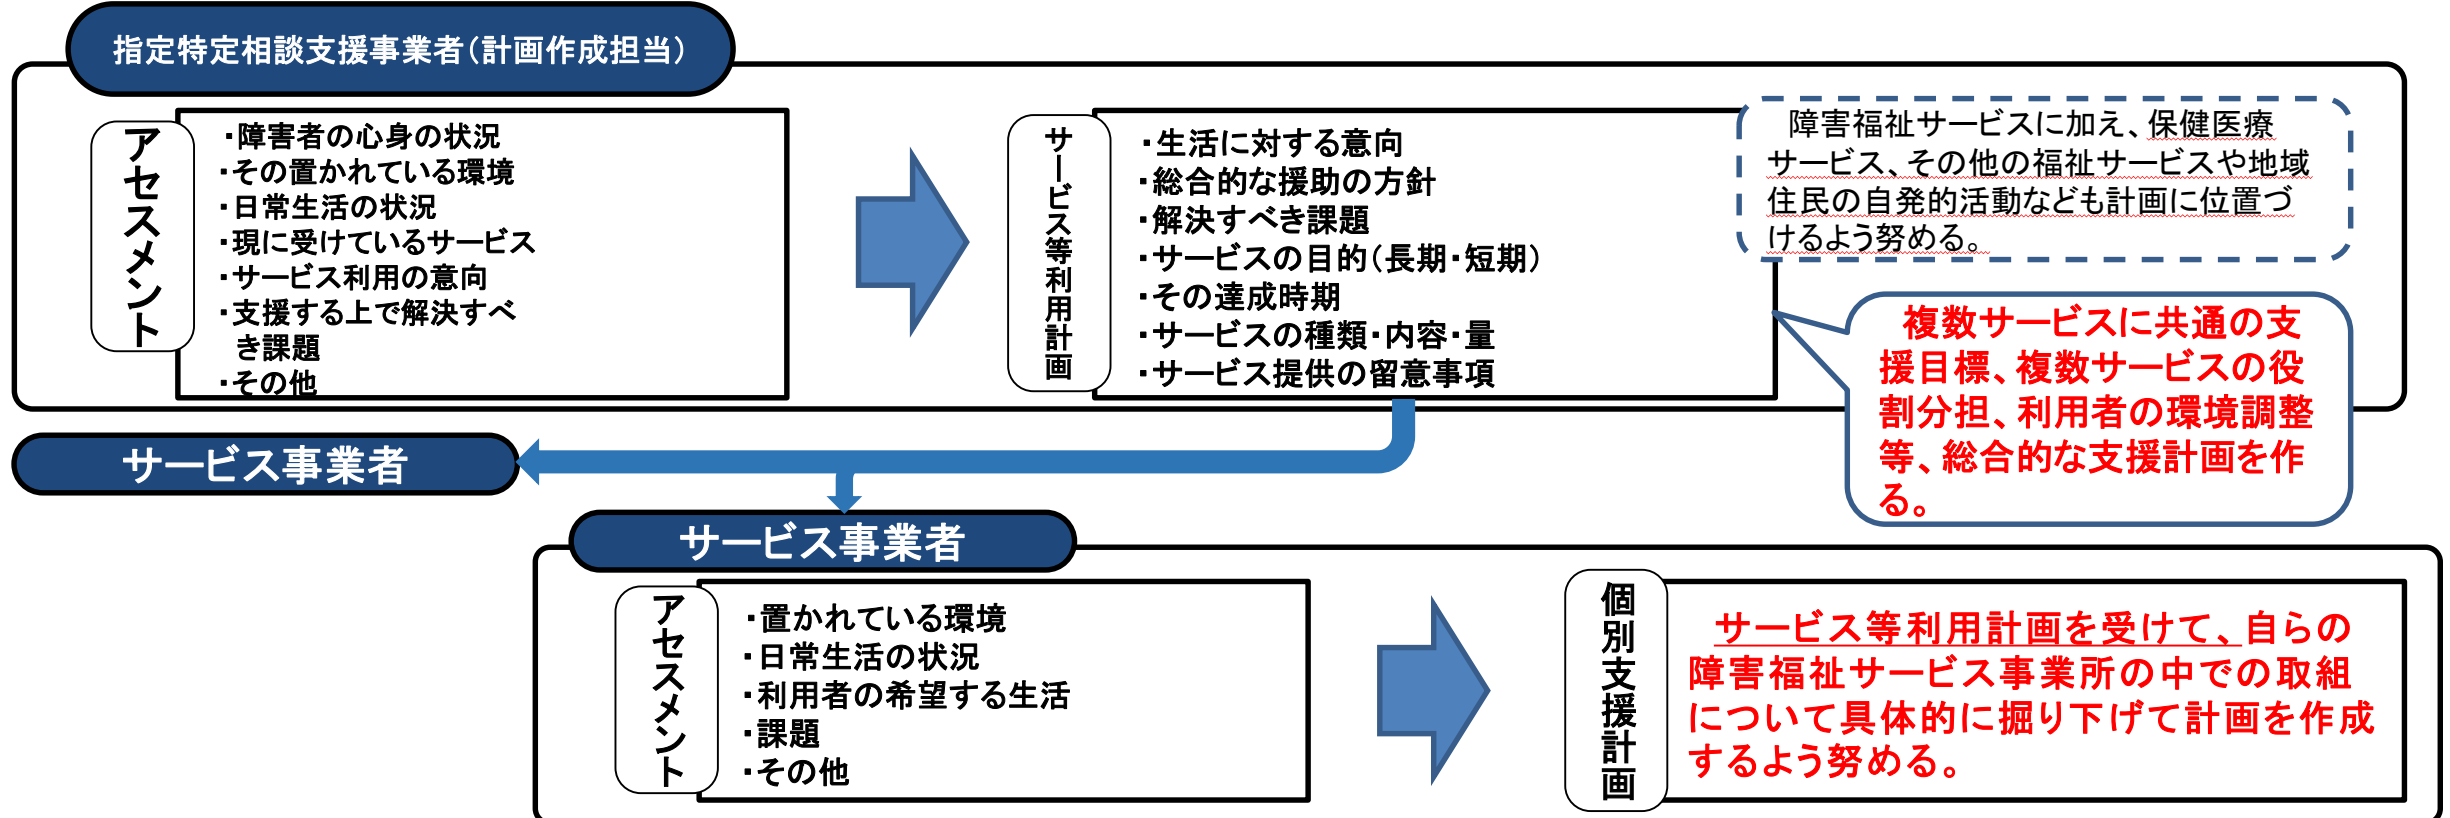 指定特定相談支援事業者(計画作成担当)
アセスメント
・障害者の心身の状況
・その置かれている環境
・日常生活の状況
・現に受けているサービス
・サービス利用の意向
・支援する上で解決すべ
き課題
・その他
サービス等利用計画
・生活に対する意向
・総合的な援助の方針
・解決すべき課題
・サービスの目的(長期・短期)
・その達成時期
・サービスの種類・内容・量
・サービス提供の留意事項
障害福祉サービスに加え、保健医療
サービス、その他の福祉サービスや地域
住民の自発的活動なども計画に位置づ
けるよう努める。
複数サービスに共通の支
援目標、複数サービスの役
割分担、利用者の環境調整
等、総合的な支援計画を作
る。
サービス事業者
サービス事業者
アセスメント
・置かれている環境
・日常生活の状況
・利用者の希望する生活
・課題
・その他
個別支援計画
サービス等利用計画を受けて、自らの
障害福祉サービス事業所の中での取組
について具体的に掘り下げて計画を作成
するよう努める。